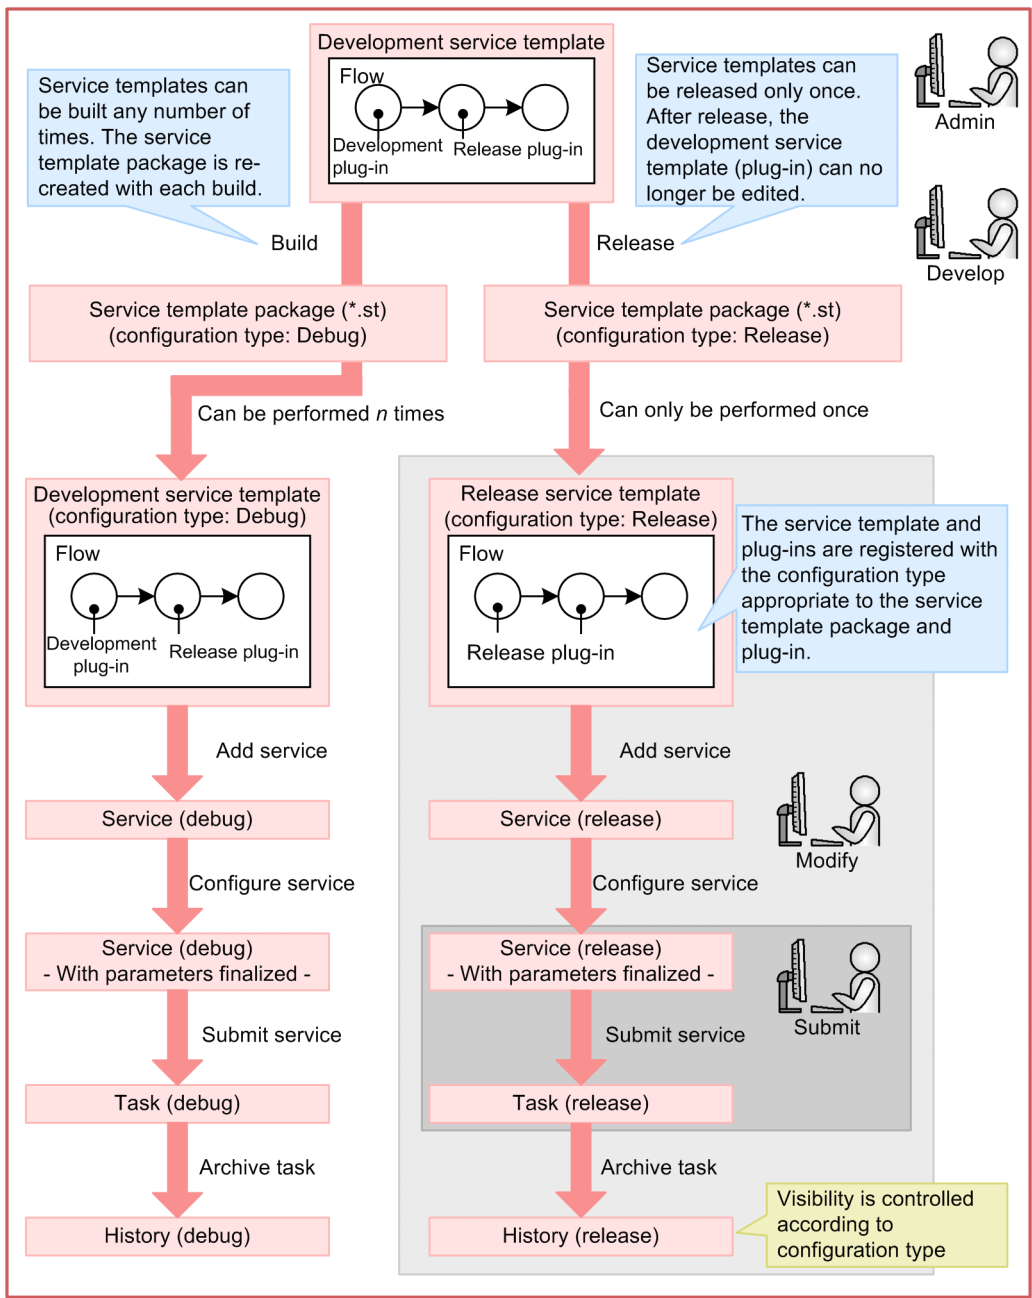 Development service template
Flow
Development
plug-in
Release plug-in
Service templates can
be built any number of
times. The service
template package is re-
created with each build.
Service templates can
be released only once.
After release, the
development service
template (plug-in) can no
longer be edited.
Admin
Develop
Build
Release
Service template package (*.st)
(configuration type: Debug)
Service template package (*.st)
(configuration type: Release)
Can be performed n times
Can only be performed once
Development service template
(configuration type: Debug)
Flow
Development
plug-in
Release plug-in
Release service template
(configuration type: Release)
Flow
Release plug-in
The service template and
plug-ins are registered with
the configuration type
appropriate to the service
template package and
plug-in.
Add service
Add service
Service (debug)
Service (release)
Modify
Configure service
Configure service
Service (debug)
- With parameters finalized -
Service (release)
- With parameters finalized -
Submit
Submit service
Submit service
Task (debug)
Task (release)
Archive task
Archive task
History (debug)
History (release)
Visibility is controlled
according to
configuration type